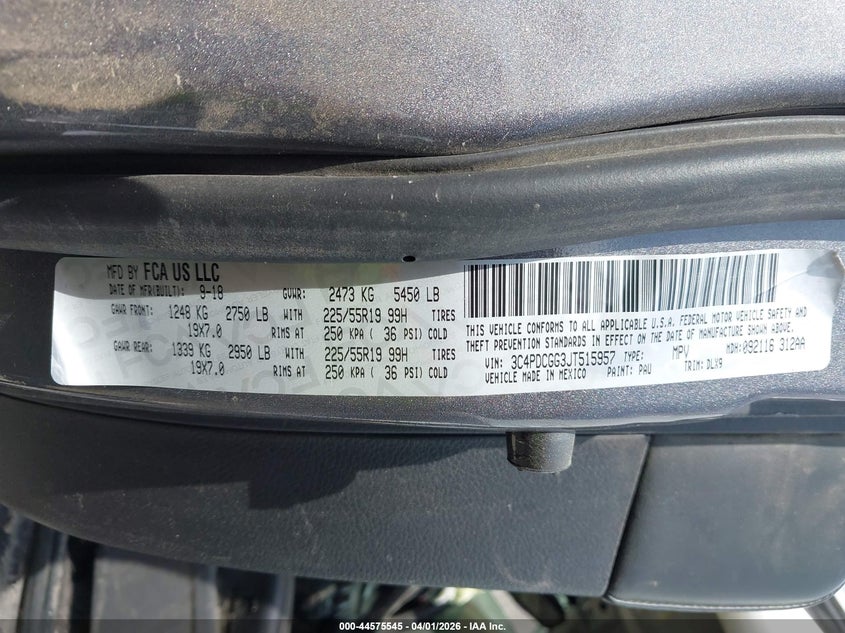 MFD BY FCA US LLC
DATE OF MFR(BUILT): 9-18 GVWR: 2473 KG 5450 LB
GAWR FRONT: 1248 KG 2750 LB WITH 225/55R19 99H TIRES
19X7.0 RIMS AT 250 KPA ( 36 PSI) COLD
GAWR REAR: 1339 KG 2950 LB WITH 225/55R19 99H TIRES
19X7.0 RIMS AT 250 KPA ( 36 PSI) COLD
THIS VEHICLE CONFORMS TO ALL APPLICABLE U.S.A. FEDERAL MOTOR VEHICLE SAFETY AND
THEFT PREVENTION STANDARDS IN EFFECT ON THE DATE OF MANUFACTURE SHOWN ABOVE.
VIN: 3C4PDCGG3JT515957 TYPE: MPV MDH: 092116 312AA
VEHICLE MADE IN MEXICO PAINT: PAU TRIM: DLX9
000-44575545 - 04/01/2026 - IAA Inc.